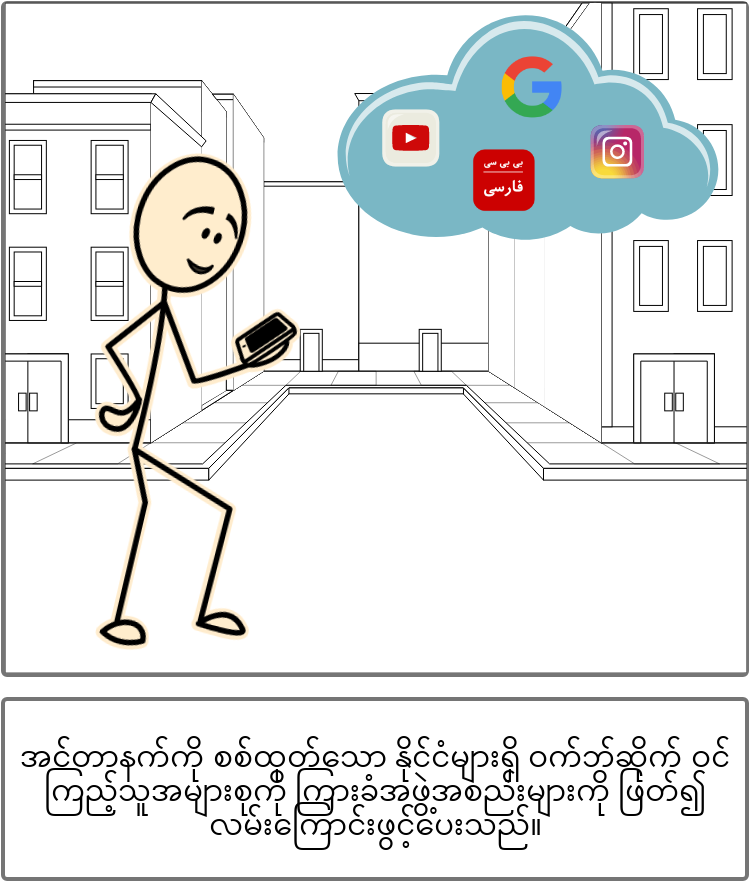 بی بی سی
فارسی
အင်တာနက်ကို စစ်ထုတ်သော နိုင်ငံများရှိ ဝက်ဘ်ဆိုက် ဝင်
ကြည့်သူအများစုကို ကြားခံအဖွဲ့အစည်းများကို ဖြတ်၍
လမ်းကြောင်းဖွင့်ပေးသည်။